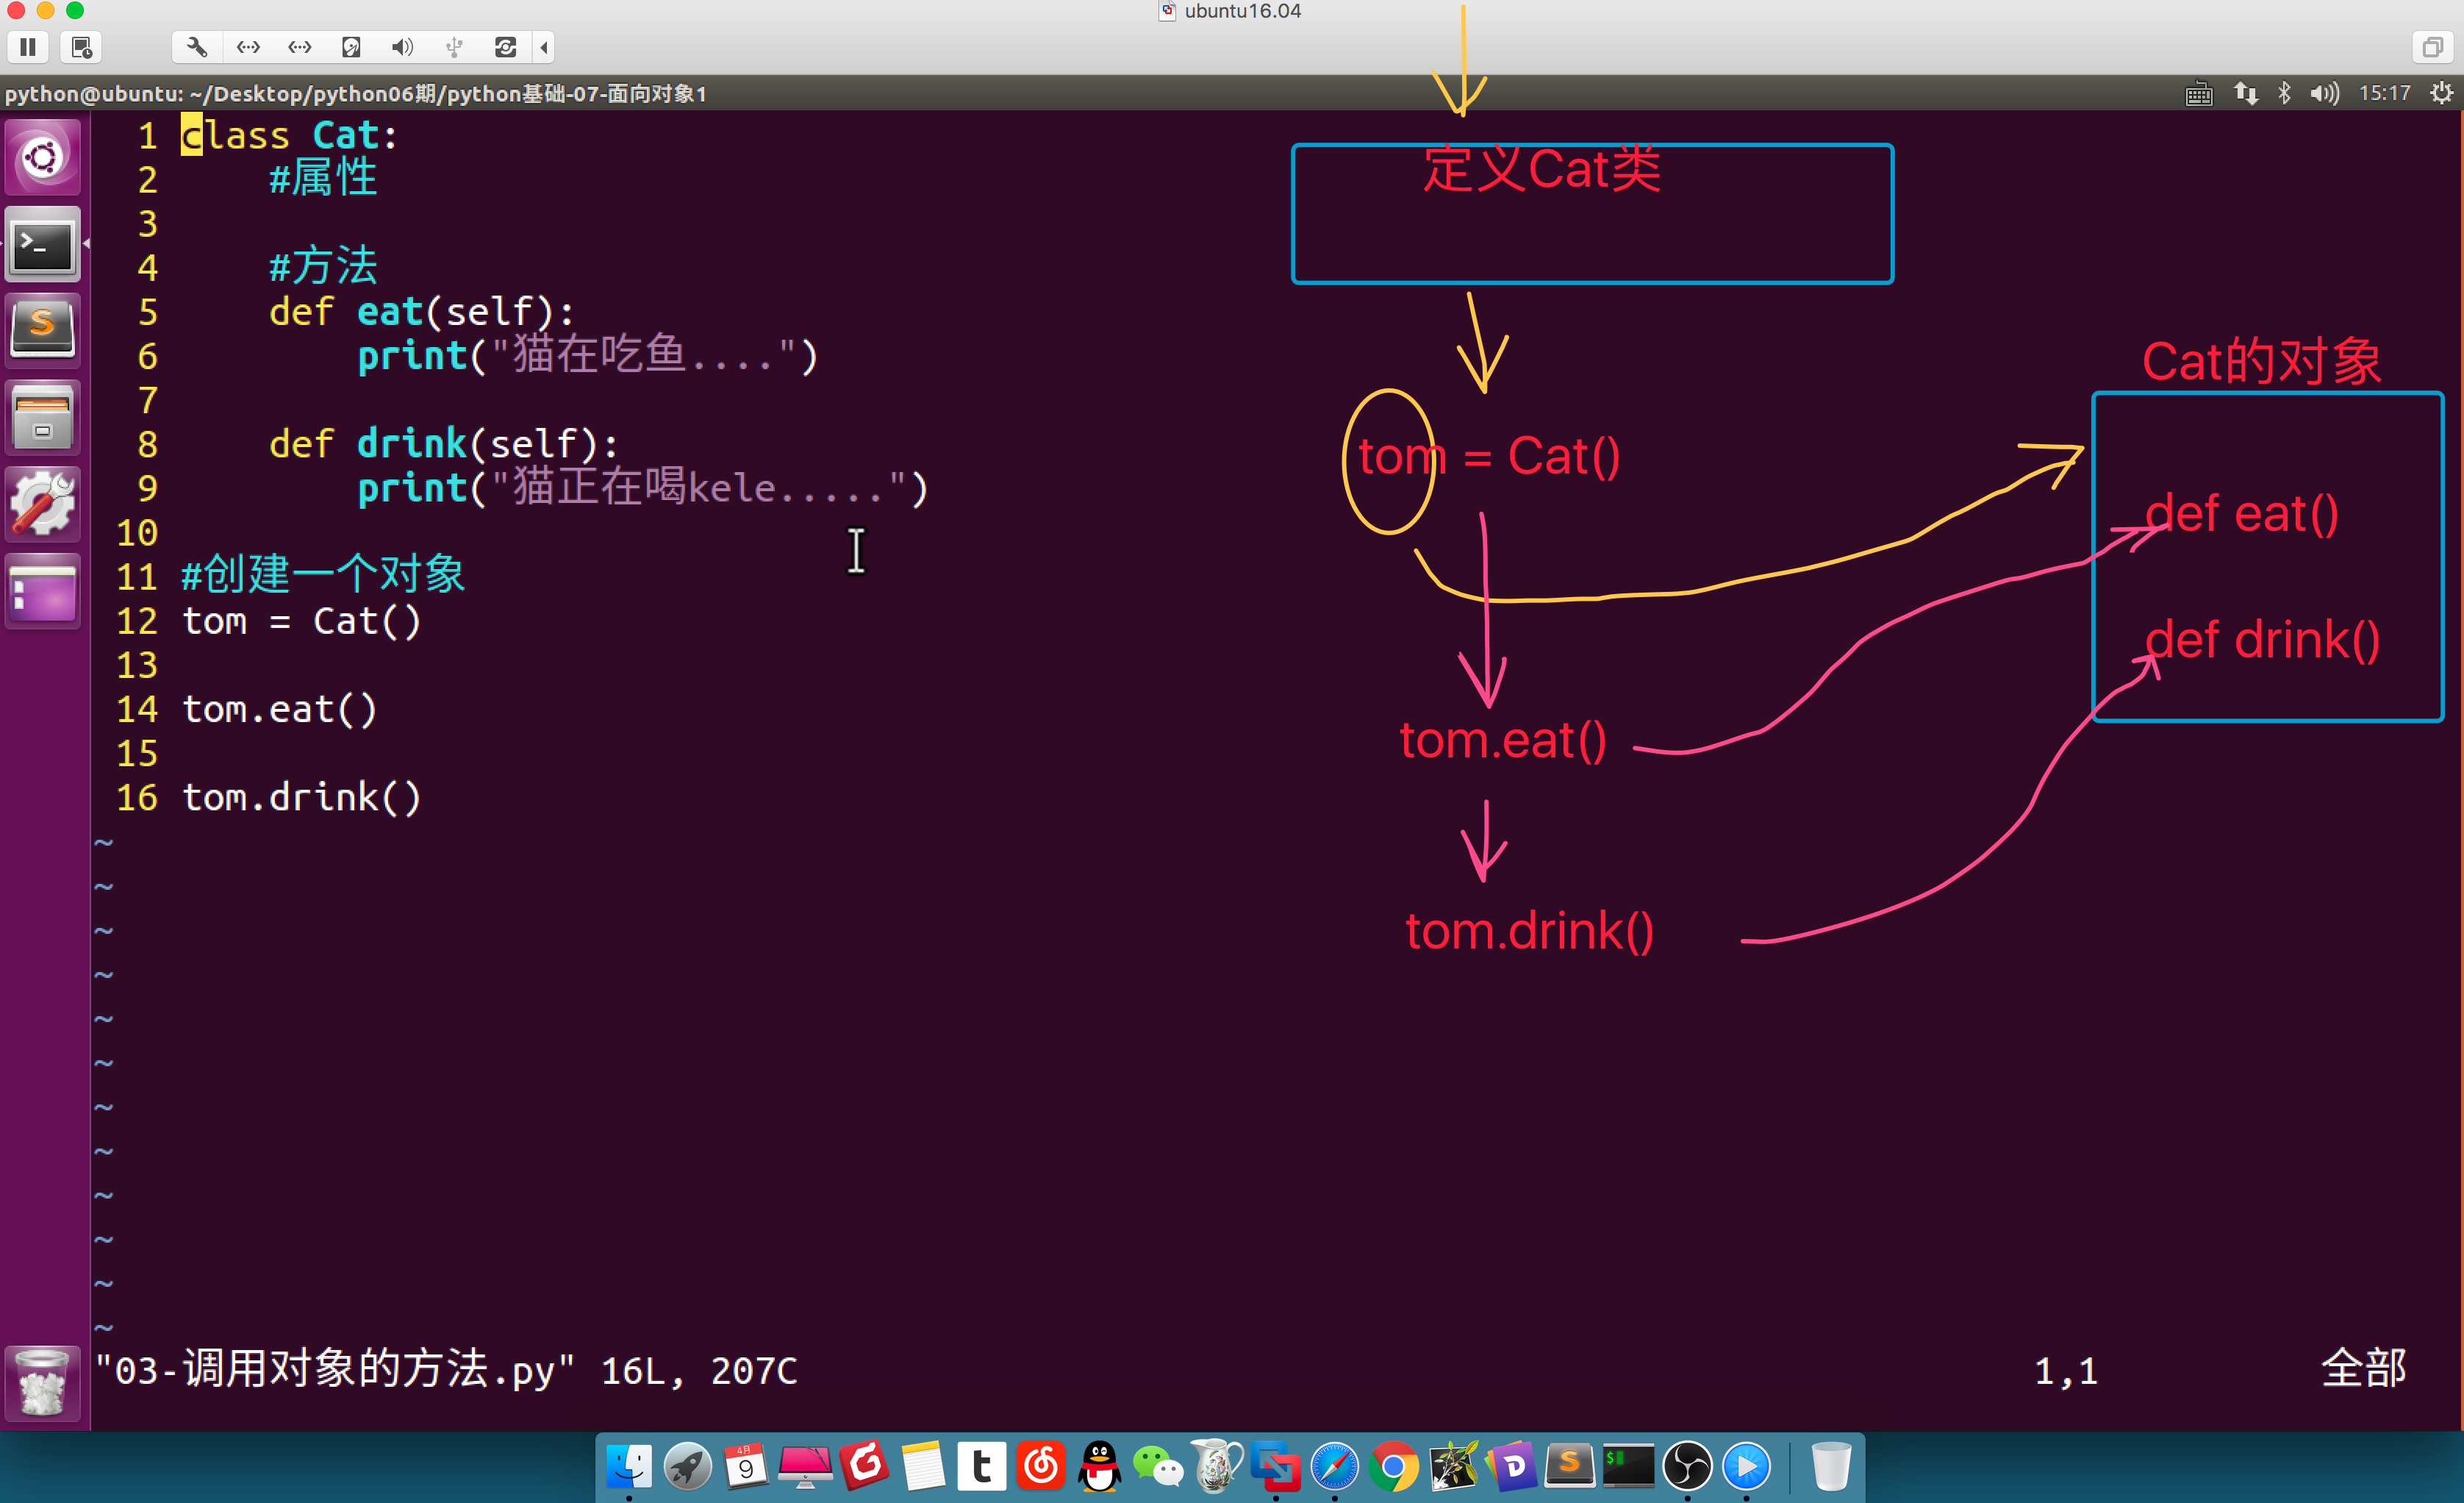 ubuntu16.04
python@ubuntu: ~/Desktop/python06期/python基础-07-面向对象1
15:17
1 class Cat:
2     #属性
3
4     #方法
5     def eat(self):
6         print("猫在吃鱼....")
7
8     def drink(self):
9         print("猫正在喝kele.....")
10
11 #创建一个对象
12 tom = Cat()
13
14 tom.eat()
15
16 tom.drink()
~
~
~
~
~
~
~
~
~
~
~
~
"03-调用对象的方法.py" 16L, 207C
1,1
全部
定义Cat类
tom = Cat()
tom.eat()
tom.drink()
Cat的对象
def eat()
def drink()
4月
9